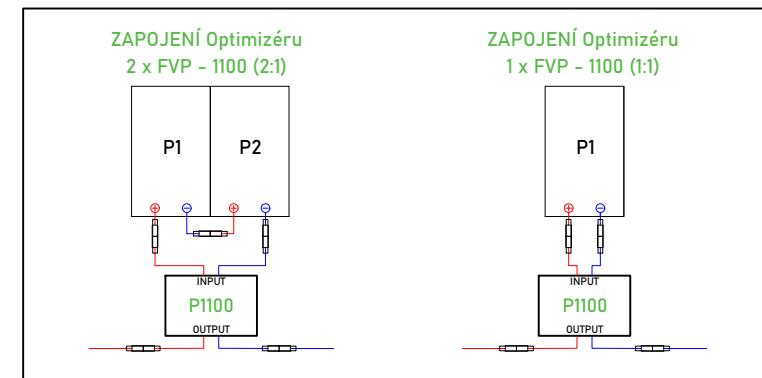 ZAPOJENÍ Optimizéru
2 x FVP - 1100 (2:1)
P1
P2
INPUT
P1100
OUTPUT
ZAPOJENÍ Optimizéru
1 x FVP - 1100 (1:1)
P1
INPUT
P1100
OUTPUT